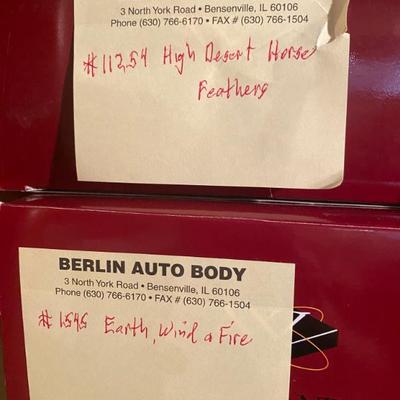 3 North York Road • Bensenville, IL 60106
Phone (630) 766-6170 • FAX # (630) 766-1504
#11254 High Desert Horse
Feathers
BERLIN AUTO BODY
3 North York Road • Bensenville, IL 60106
Phone (630) 766-6170 • FAX # (630) 766-1504
#1545 Earth, Wind & Fire